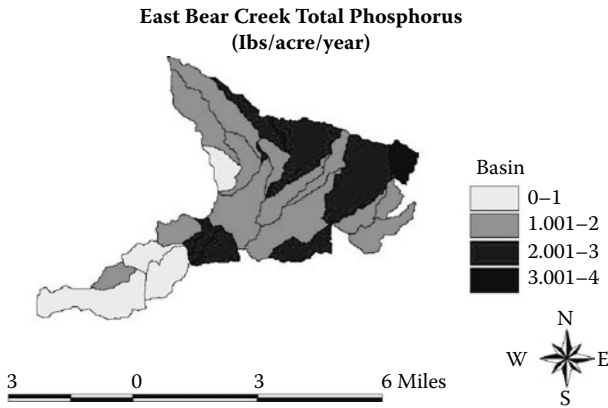 East Bear Creek Total Phosphorus
(Ibs/acre/year)
Basin
0–1
1.001–2
2.001–3
3.001–4
N
W E
S
3 0 3 6 Miles